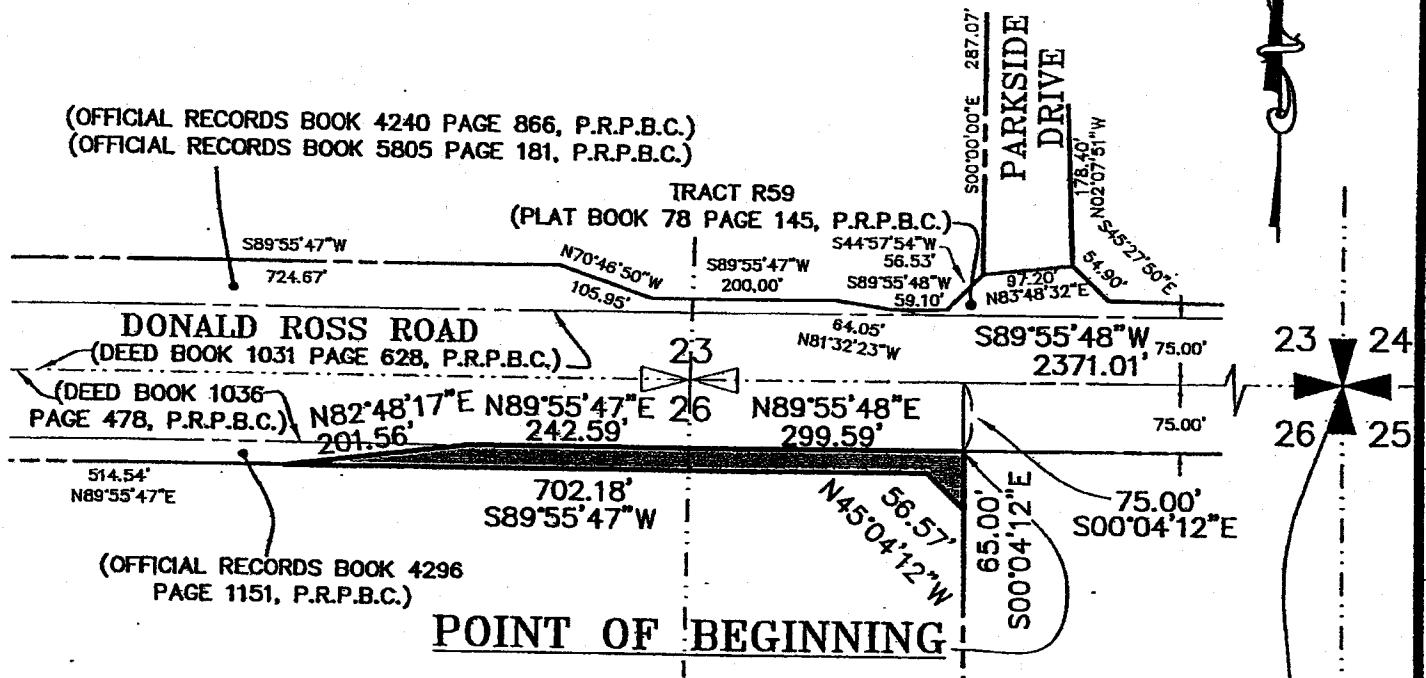 S00°00'00"E 287.07'
PARKSIDE
DRIVE
178.40'
N02°07'51"W
(OFFICIAL RECORDS BOOK 4240 PAGE 866, P.R.P.B.C.)
(OFFICIAL RECORDS BOOK 5805 PAGE 181, P.R.P.B.C.)
TRACT R59
(PLAT BOOK 78 PAGE 145, P.R.P.B.C.)
S89°55'47"W
724.67'
N70°46'50"W
105.95'
S89°55'47"W
200.00'
S44°57'54"W
56.53'
S89°55'48"W
59.10'
97.20'
N83°48'32"E
S45°27'50"E
54.90'
64.05'
N81°32'23"W
DONALD ROSS ROAD
(DEED BOOK 1031 PAGE 628, P.R.P.B.C.)
S89°55'48"W
2371.01'
75.00'
23
26
23 24
26 25
(DEED BOOK 1036
PAGE 478, P.R.P.B.C.)
N82°48'17"E
201.56'
N89°55'47"E
242.59'
N89°55'48"E
299.59'
75.00'
514.54'
N89°55'47"E
702.18'
S89°55'47"W
56.57'
N45°04'12"W
65.00'
S00°04'12"E
75.00'
S00°04'12"E
(OFFICIAL RECORDS BOOK 4296
PAGE 1151, P.R.P.B.C.)
POINT OF BEGINNING